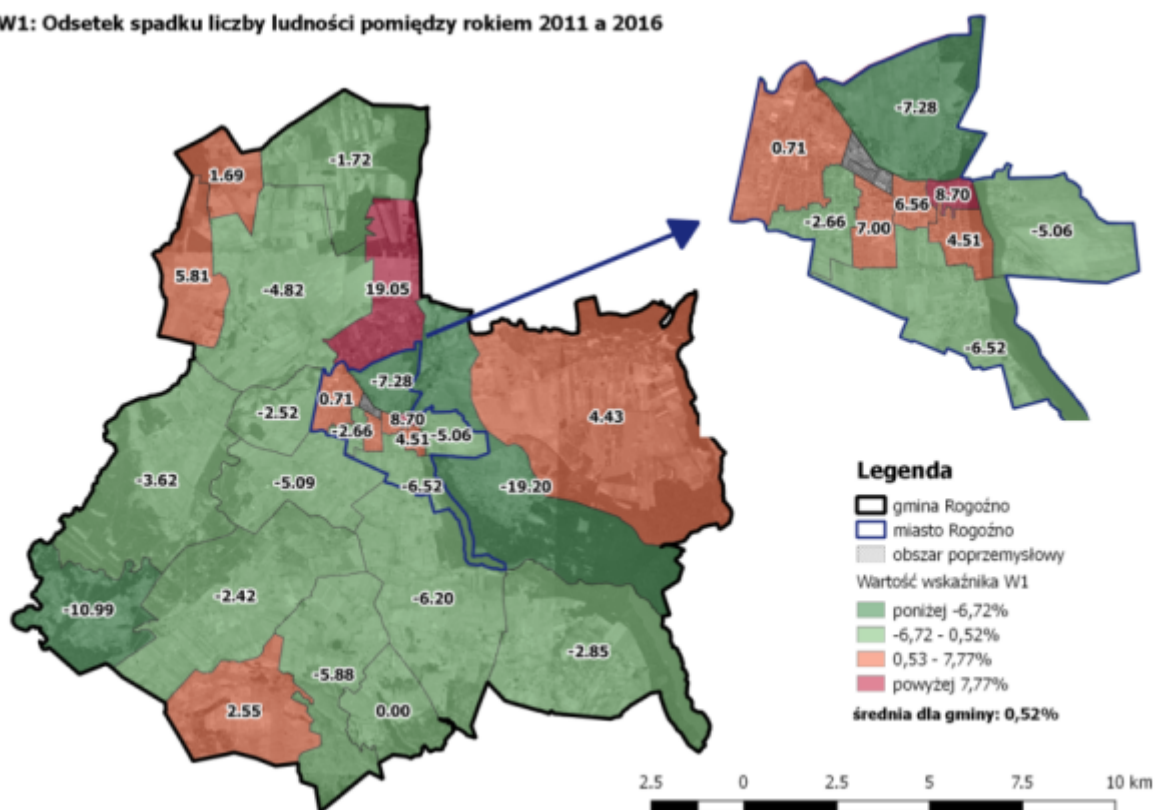 W1: Odsetek spadku liczby ludności pomiędzy rokiem 2011 a 2016
-7.28
0.71
6.56
8.70
-2.66
7.00
4.51
-5.06
-6.52
-1.72
1.69
5.81
-4.82
19.05
-7.28
0.71
-2.52
8.70
-2.66
4.51
-5.06
4.43
-3.62
-5.09
-6.52
-19.20
-10.99
-2.42
-6.20
-2.85
-5.88
2.55
0.00
Legenda
gmina Rogoźno
miasto Rogoźno
obszar poprzemysłowy
Wartość wskaźnika W1
poniżej -6,72%
-6,72 - 0,52%
0,53 - 7,77%
powyżej 7,77%
średnia dla gminy: 0,52%
2.5 0 2.5 5 7.5 10 km